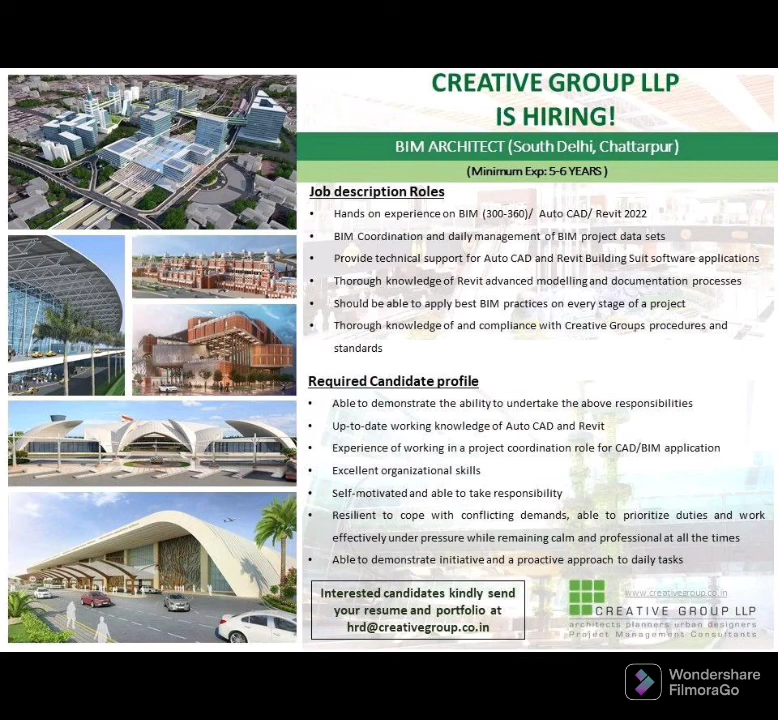 CREATIVE GROUP LLP
IS HIRING!
BIM ARCHITECT (South Delhi, Chattarpur)
(Minimum Exp: 5-6 YEARS)
Job description Roles
• Hands on experience on BIM (300-360)/ Auto CAD/ Revit 2022
• BIM Coordination and daily management of BIM project data sets
• Provide technical support for Auto CAD and Revit Building Suit software applications
• Thorough knowledge of Revit advanced modelling and documentation processes
• Should be able to apply best BIM practices on every stage of a project
• Thorough knowledge of and compliance with Creative Groups procedures and
standards
Required Candidate profile
• Able to demonstrate the ability to undertake the above responsibilities
• Up-to-date working knowledge of Auto CAD and Revit
• Experience of working in a project coordination role for CAD/BIM application
• Excellent organizational skills
• Self-motivated and able to take responsibility
• Resilient to cope with conflicting demands, able to prioritize duties and work
effectively under pressure while remaining calm and professional at all the times
• Able to demonstrate initiative and a proactive approach to daily tasks
Interested candidates kindly send
your resume and portfolio at
hrd@creativegroup.co.in
www.creativegroup.co.in
CREATIVE GROUP LLP
architects planners urban designers
Project Management Consultants
Wondershare
FilmoraGo